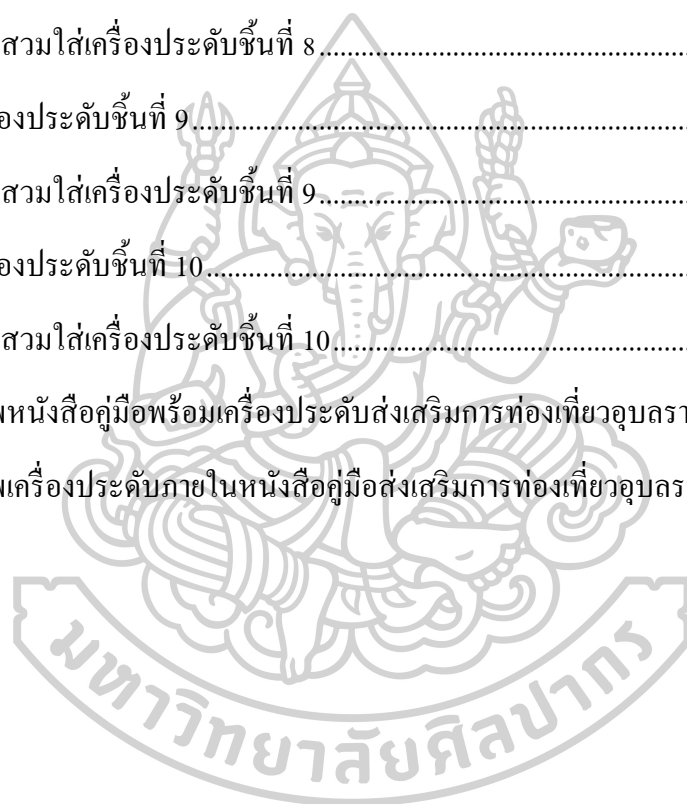 สวมใส่เครื่องประดับชิ้นที่ 8................................................................
องประดับชิ้นที่ 9................................................................
สวมใส่เครื่องประดับชิ้นที่ 9................................................................
องประดับชิ้นที่ 10................................................................
สวมใส่เครื่องประดับชิ้นที่ 10................................................................
พหนังสือคู่มือพร้อมเครื่องประดับส่งเสริมการท่องเที่ยวอุบลรา
พเครื่องประดับภายในหนังสือคู่มือส่งเสริมการท่องเที่ยวอุบลร
มหาวิทยาลัยศิลปากร